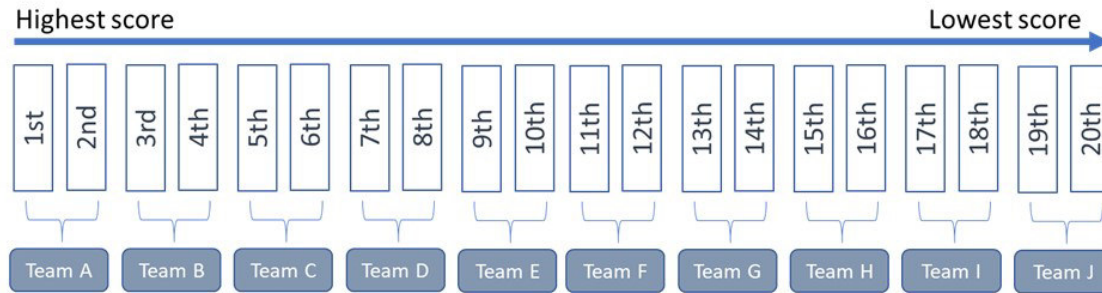 Highest score Lowest score
1st 2nd 3rd 4th 5th 6th 7th 8th 9th 10th 11th 12th 13th 14th 15th 16th 17th 18th 19th 20th
Team A Team B Team C Team D Team E Team F Team G Team H Team I Team J